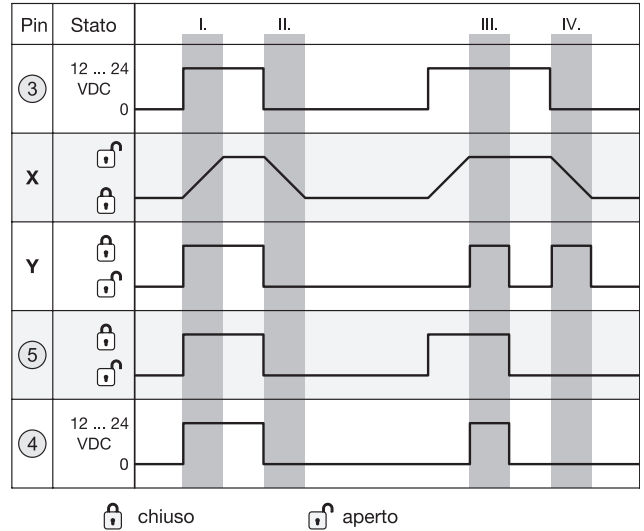 Pin Stato I. II. III. IV.
3 12 ... 24 VDC 0
X
Y
5
4 12 ... 24 VDC 0
chiuso aperto